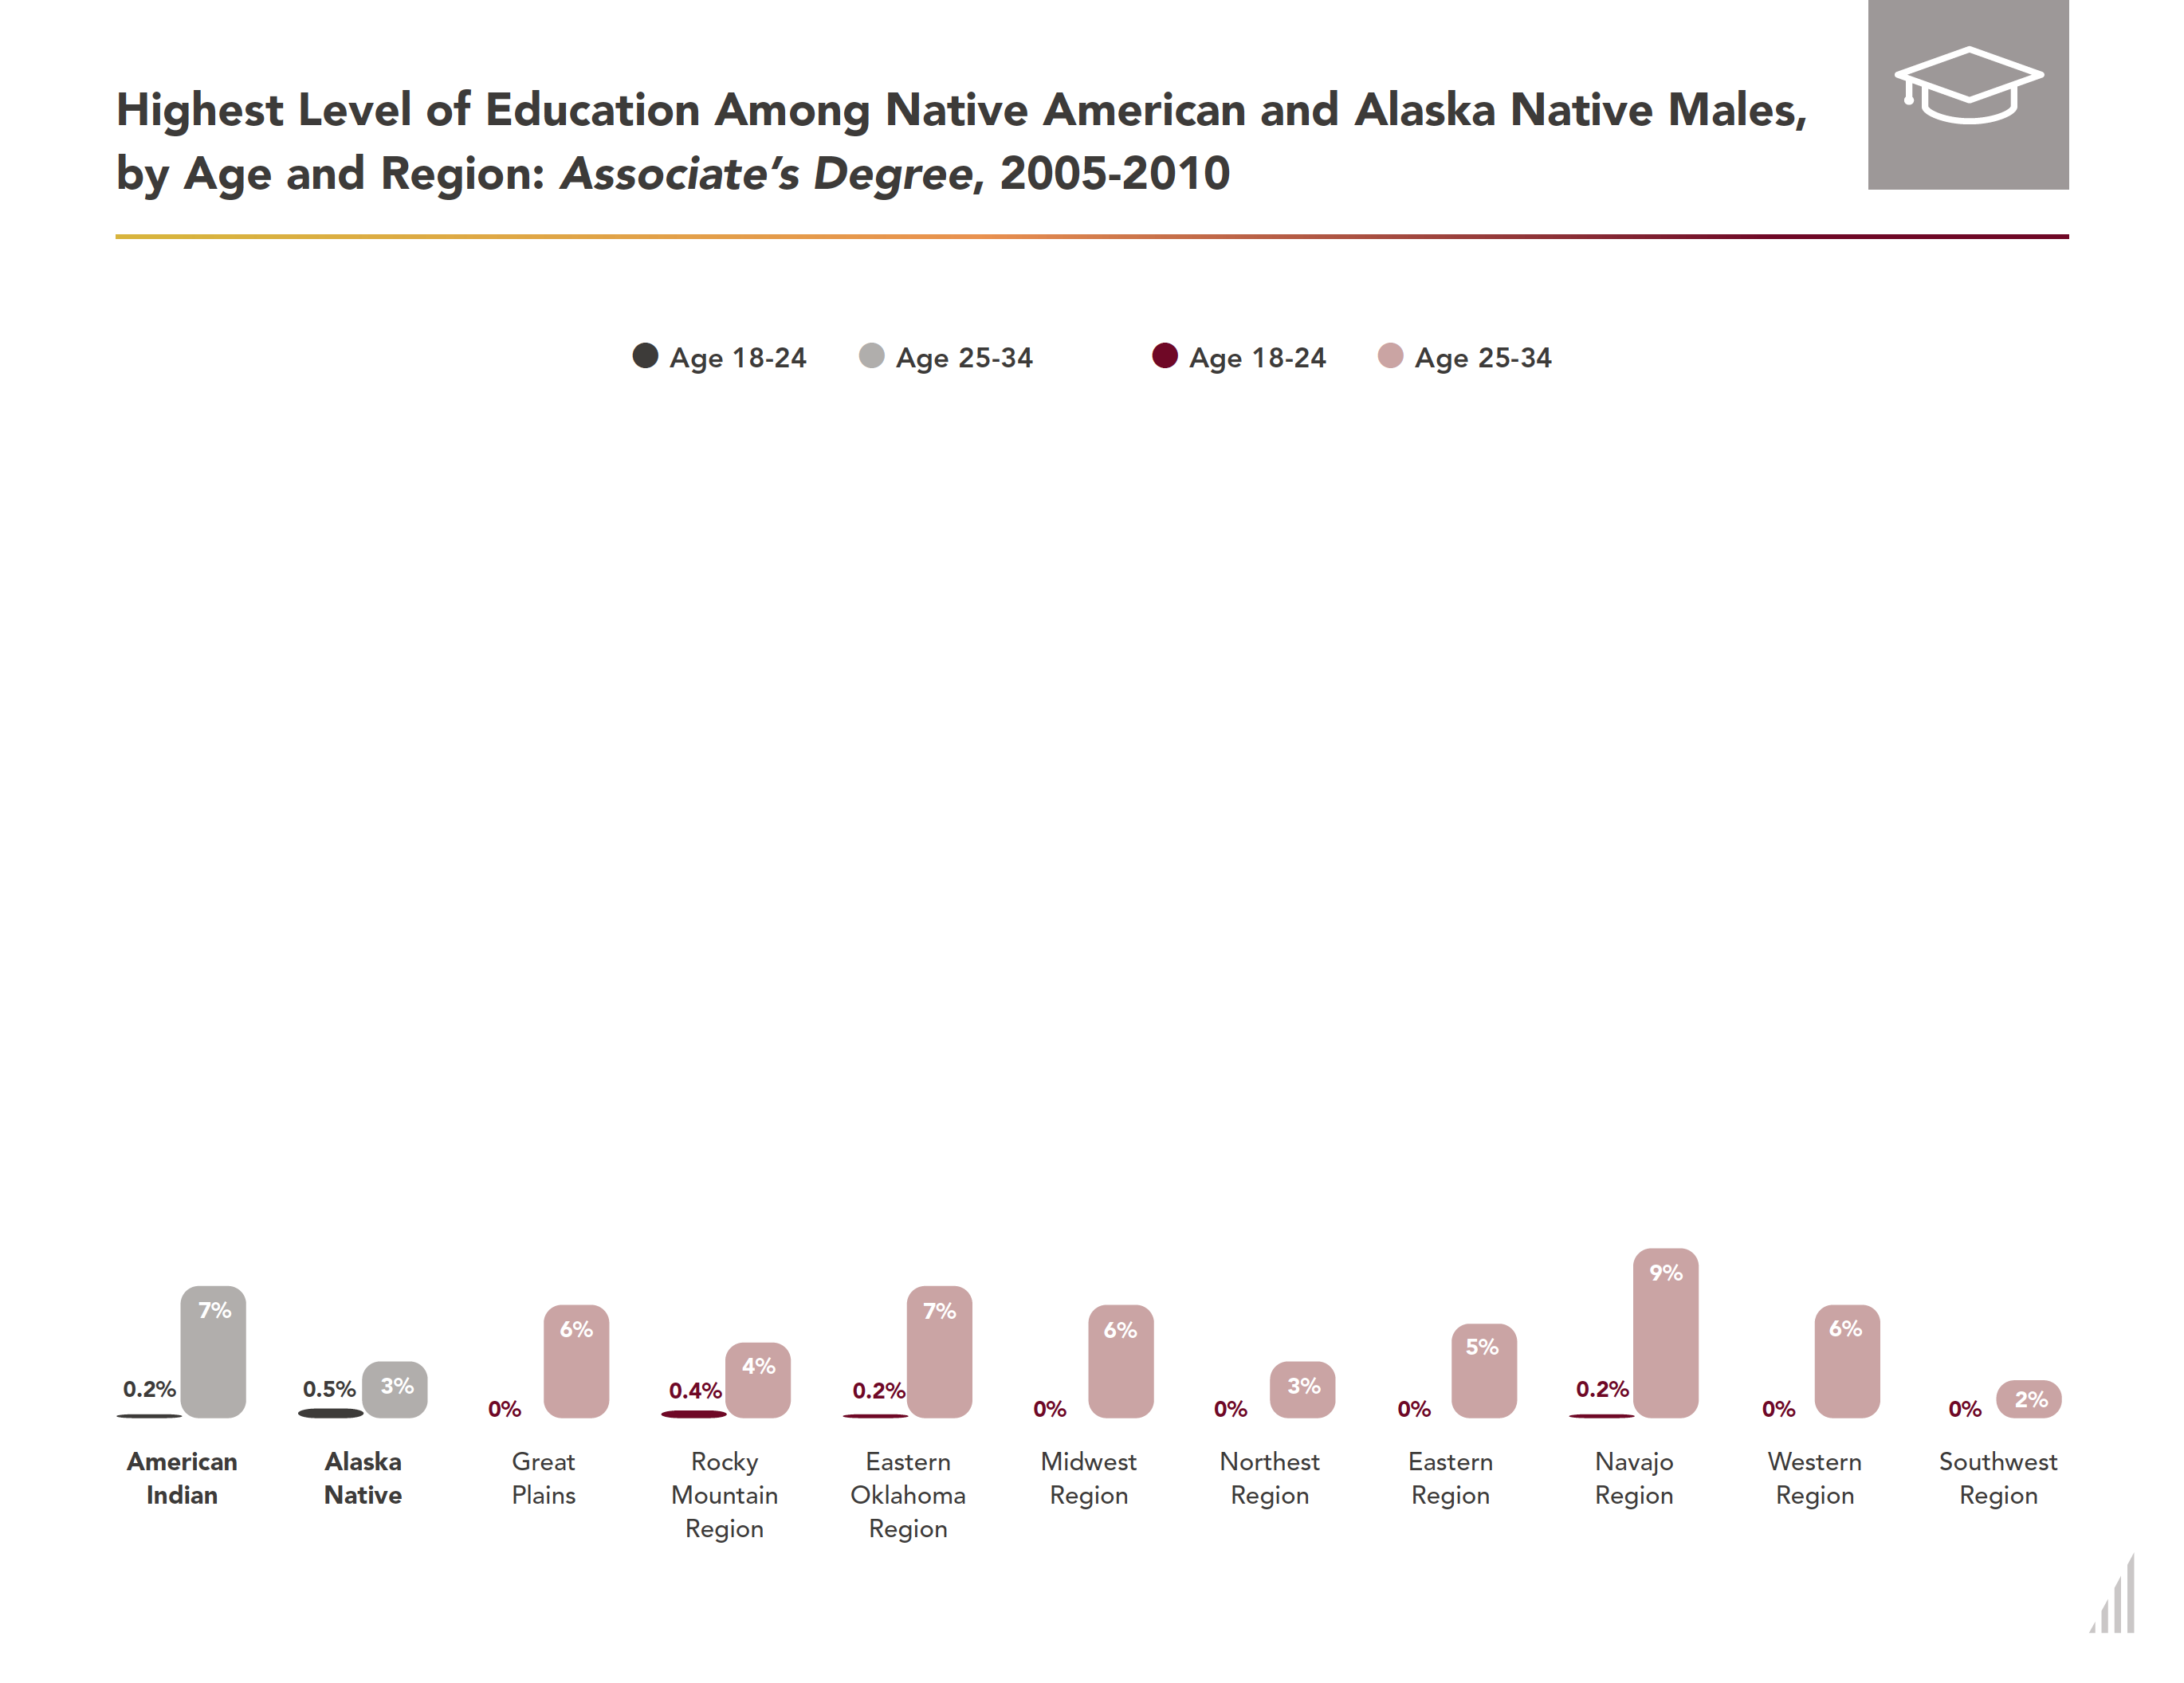 Highest Level of Education Among Native American and Alaska Native Males,
by Age and Region: Associate’s Degree, 2005-2010
Age 18-24 Age 25-34 Age 18-24 Age 25-34
0.2% 7%
0.5% 3%
0% 6%
0.4% 4%
0.2% 7%
0% 6%
0% 3%
0% 5%
0.2% 9%
0% 6%
0% 2%
American
Indian
Alaska
Native
Great
Plains
Rocky
Mountain
Region
Eastern
Oklahoma
Region
Midwest
Region
Northest
Region
Eastern
Region
Navajo
Region
Western
Region
Southwest
Region